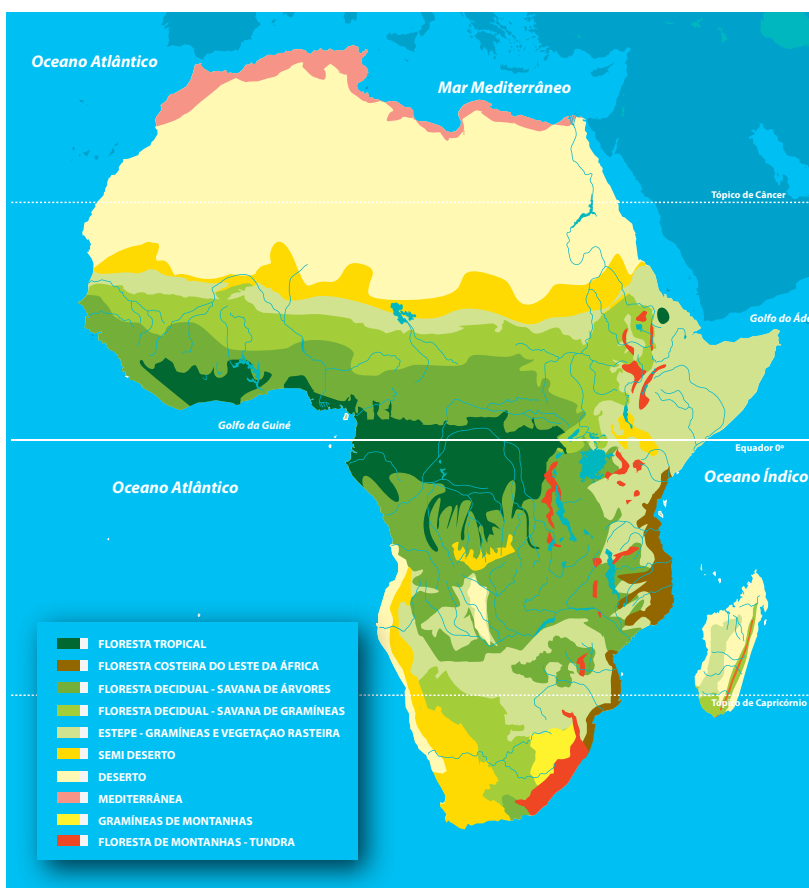 Oceano Atlântico
Mar Mediterrâneo
Tópico de Câncer
Golfo do Áde
Golfo da Guiné
Equador 0º
Oceano Atlântico
Oceano Índico
Tópico de Capricórnio
FLORESTA TROPICAL
FLORESTA COSTEIRA DO LESTE DA ÁFRICA
FLORESTA DECIDUAL - SAVANA DE ÁRVORES
FLORESTA DECIDUAL - SAVANA DE GRAMÍNEAS
ESTEPE - GRAMÍNEAS E VEGETAÇAO RASTEIRA
SEMI DESERTO
DESERTO
MEDITERRÂNEA
GRAMÍNEAS DE MONTANHAS
FLORESTA DE MONTANHAS - TUNDRA